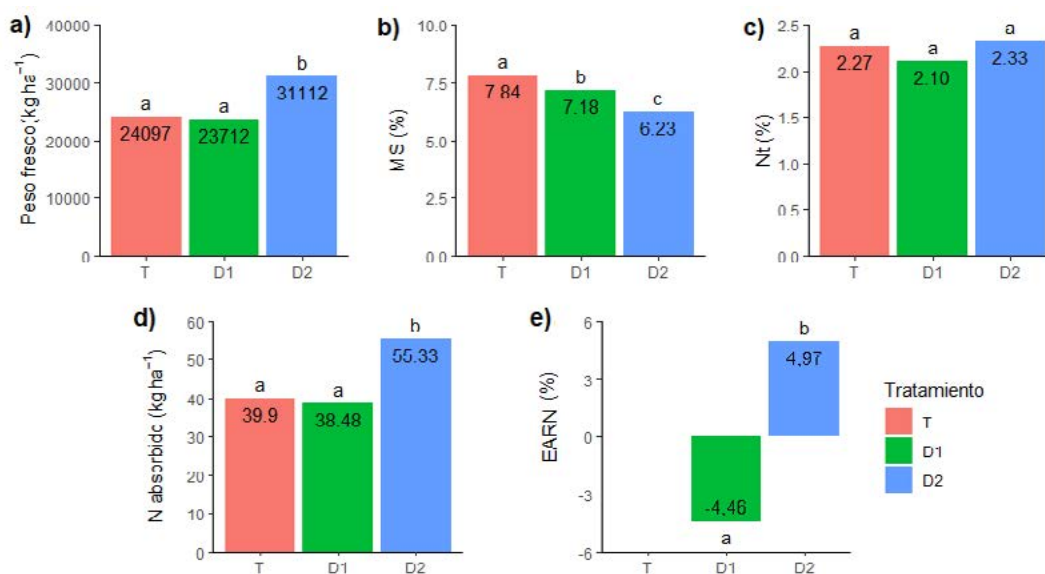 a)
Peso fresco (kg ha⁻¹)
40000
30000
20000
10000
0
a
a
b
24097
23712
31112
T
D1
D2
b)
MS (%)
10.0
7.5
5.0
2.5
0.0
a
b
c
7.84
7.18
6.23
T
D1
D2
c)
Nt (%)
2.5
2.0
1.5
1.0
0.5
0.0
a
a
a
2.27
2.10
2.33
T
D1
D2
d)
N absorbido (kg ha⁻¹)
60
50
40
30
20
10
0
a
a
b
39.9
38.48
55.33
T
D1
D2
e)
EARN (%)
6
3
0
-3
-6
b
4.97
-4.46
a
T
D1
D2
Tratamiento
T
D1
D2